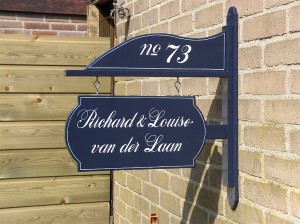 no 73
Richard & Louise
van der Laan